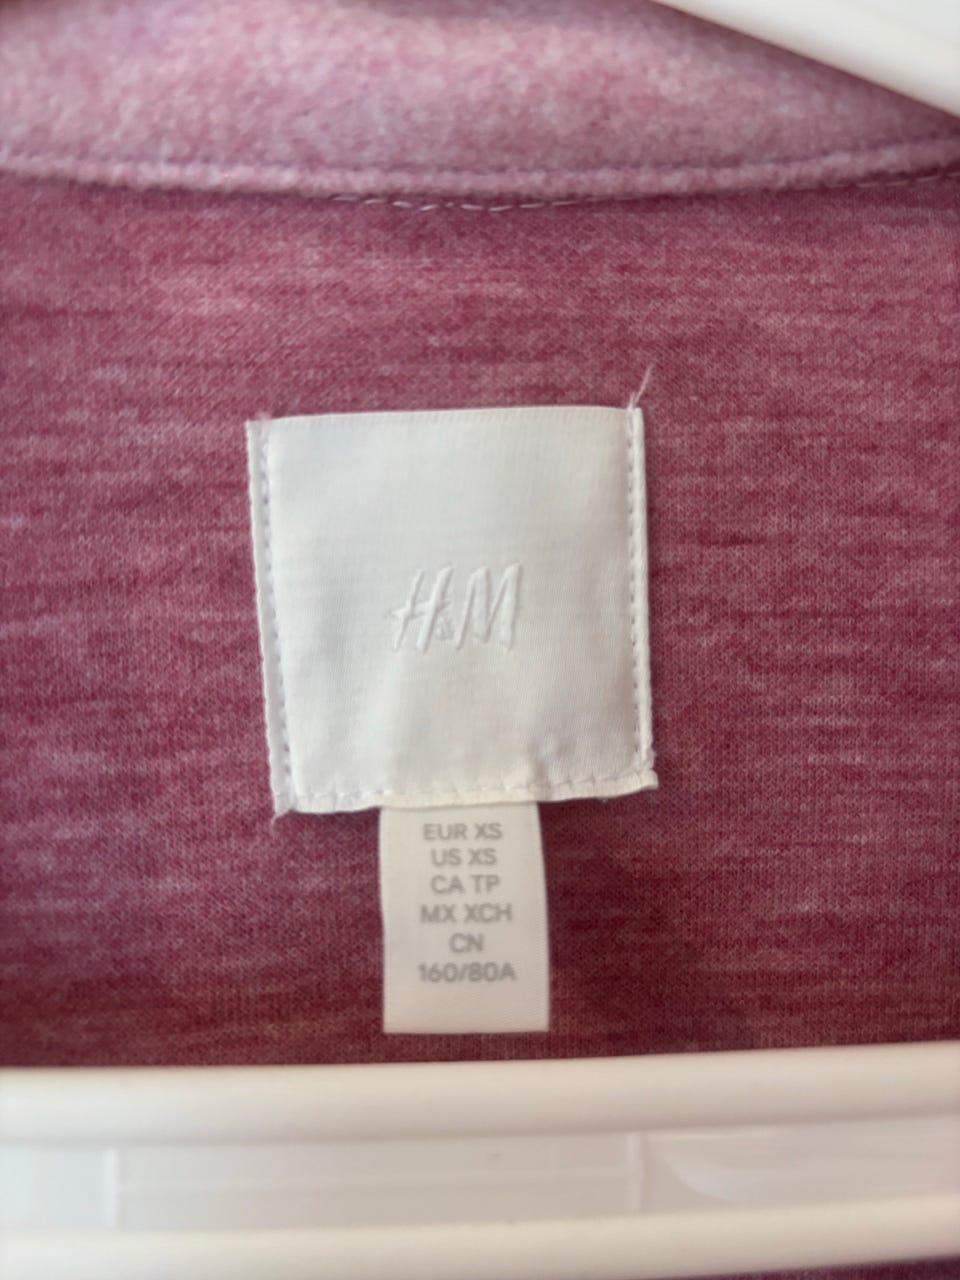 H&M
EUR XS
US XS
CA TP
MX XCH
CN
160/80A